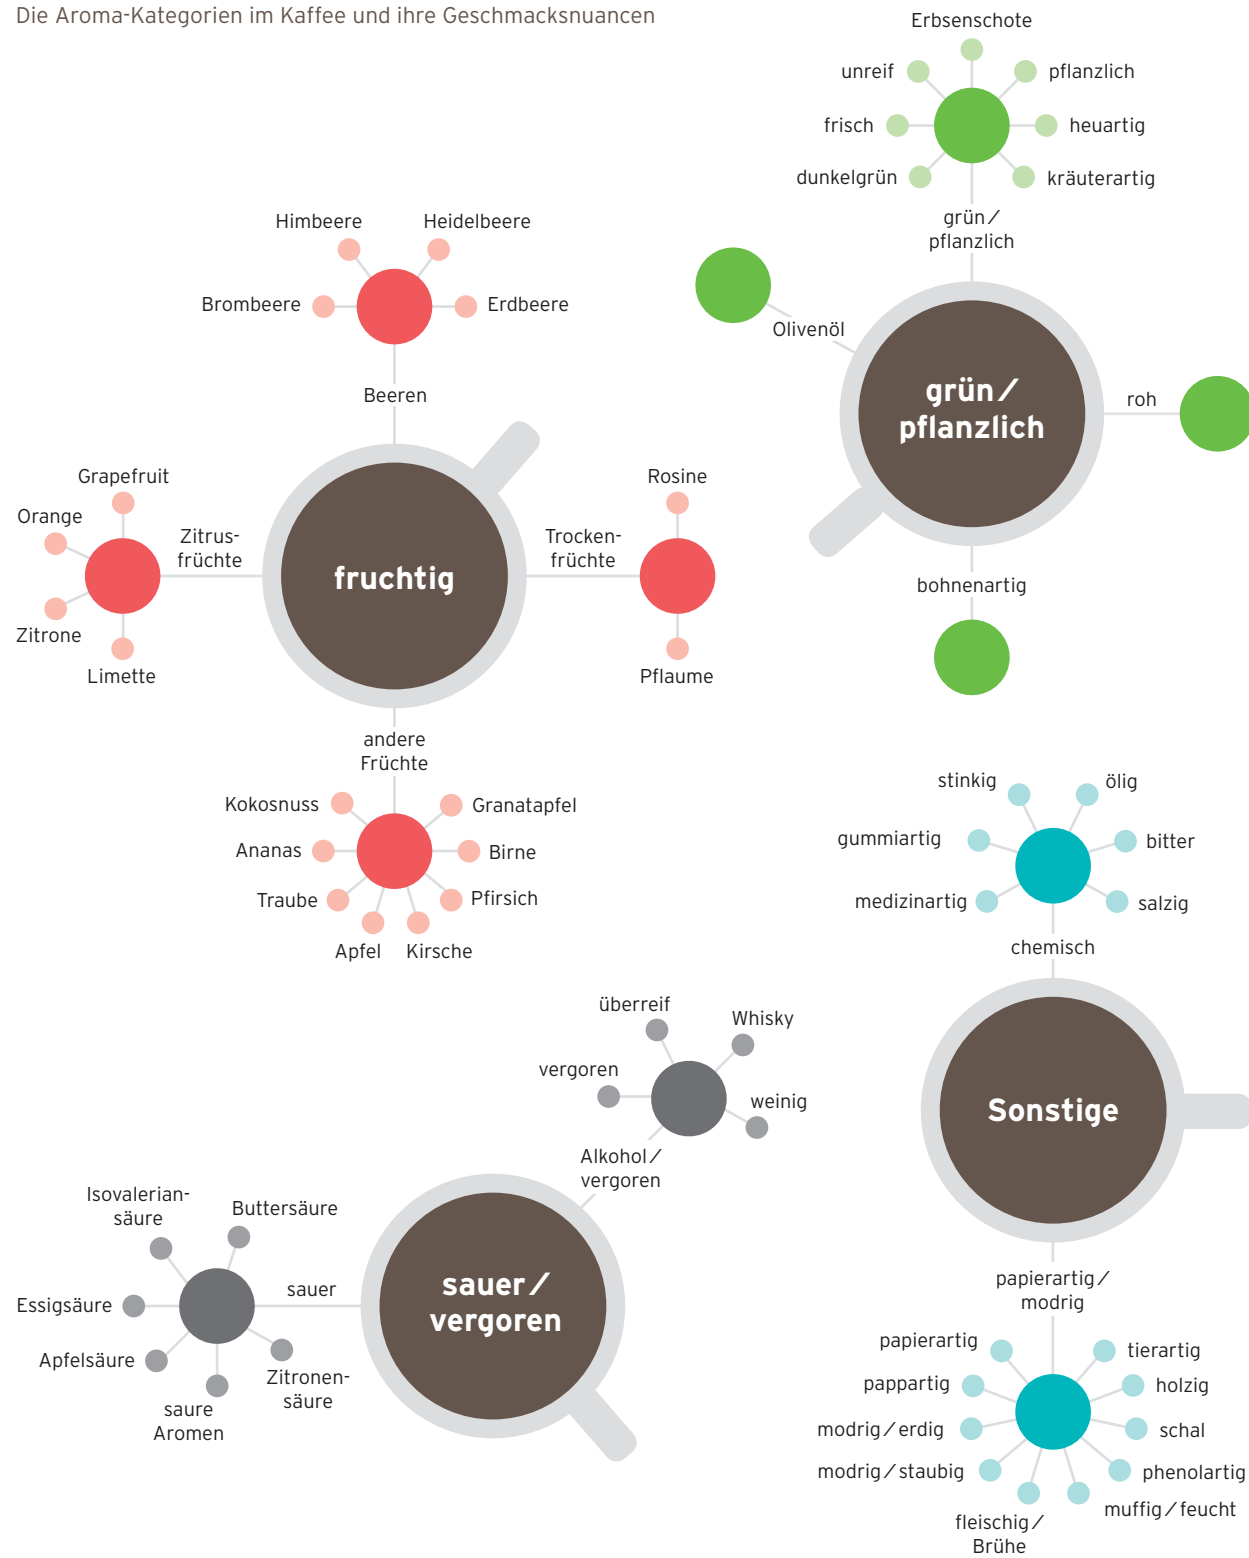 Die Aroma-Kategorien im Kaffee und ihre Geschmacksnuancen
Himbeere
Heidelbeere
Brombeere
Erdbeere
Beeren
Grapefruit
Orange
Zitrus-
früchte
Zitrone
Limette
fruchtig
Trocken-
früchte
Rosine
Pflaume
andere
Früchte
Kokosnuss
Granatapfel
Ananas
Birne
Traube
Pfirsich
Apfel
Kirsche
Erbsenschote
unreif
pflanzlich
frisch
heuartig
dunkelgrün
kräuterartig
grün/
pflanzlich
Olivenöl
grün/
pflanzlich
roh
bohnenartig
überreif
Whisky
vergoren
weinig
Alkohol/
vergoren
Isovalerian-
säure
Buttersäure
Essigsäure
sauer
Apfelsäure
Zitronen-
säure
saure
Aromen
sauer/
vergoren
stinkig
ölig
gummiartig
bitter
medizinartig
salzig
chemisch
Sonstige
papierartig/
modrig
papierartig
tierartig
pappartig
holzig
modrig/erdig
schal
modrig/staubig
phenolartig
fleischig/
Brühe
muffig/feucht